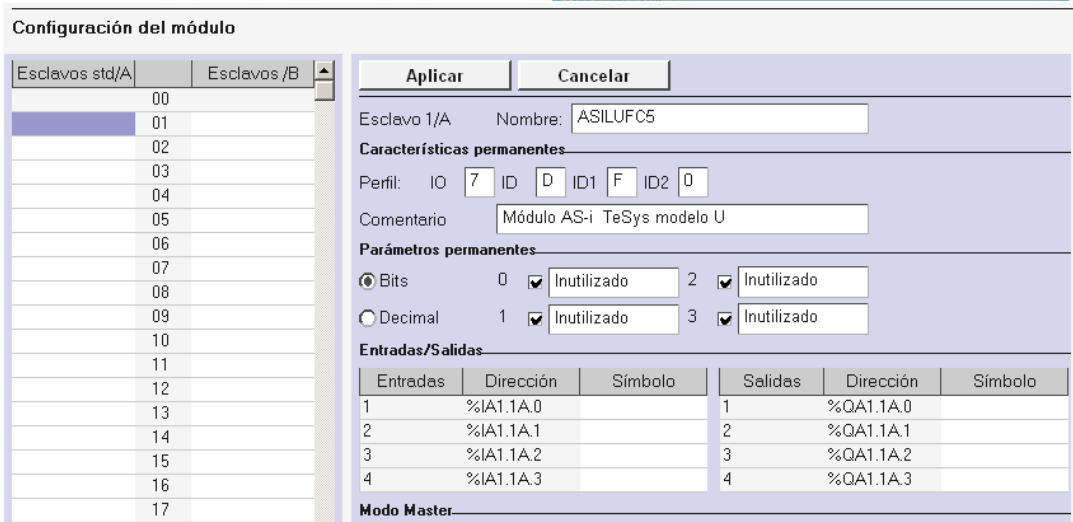 Configuración del módulo
Esclavos std/A Esclavos /B
00
01
02
03
04
05
06
07
08
09
10
11
12
13
14
15
16
17
Aplicar Cancelar
Esclavo 1/A Nombre: ASILUFC5
Características permanentes
Perfil: IO 7 ID D ID1 F ID2 0
Comentario Módulo AS-i TeSys modelo U
Parámetros permanentes
Bits 0 Inutilizado 2 Inutilizado
Decimal 1 Inutilizado 3 Inutilizado
Entradas/Salidas
Entradas Dirección Símbolo Salidas Dirección Símbolo
1 %IA1.1A.0 1 %QA1.1A.0
2 %IA1.1A.1 2 %QA1.1A.1
3 %IA1.1A.2 3 %QA1.1A.2
4 %IA1.1A.3 4 %QA1.1A.3
Modo Master